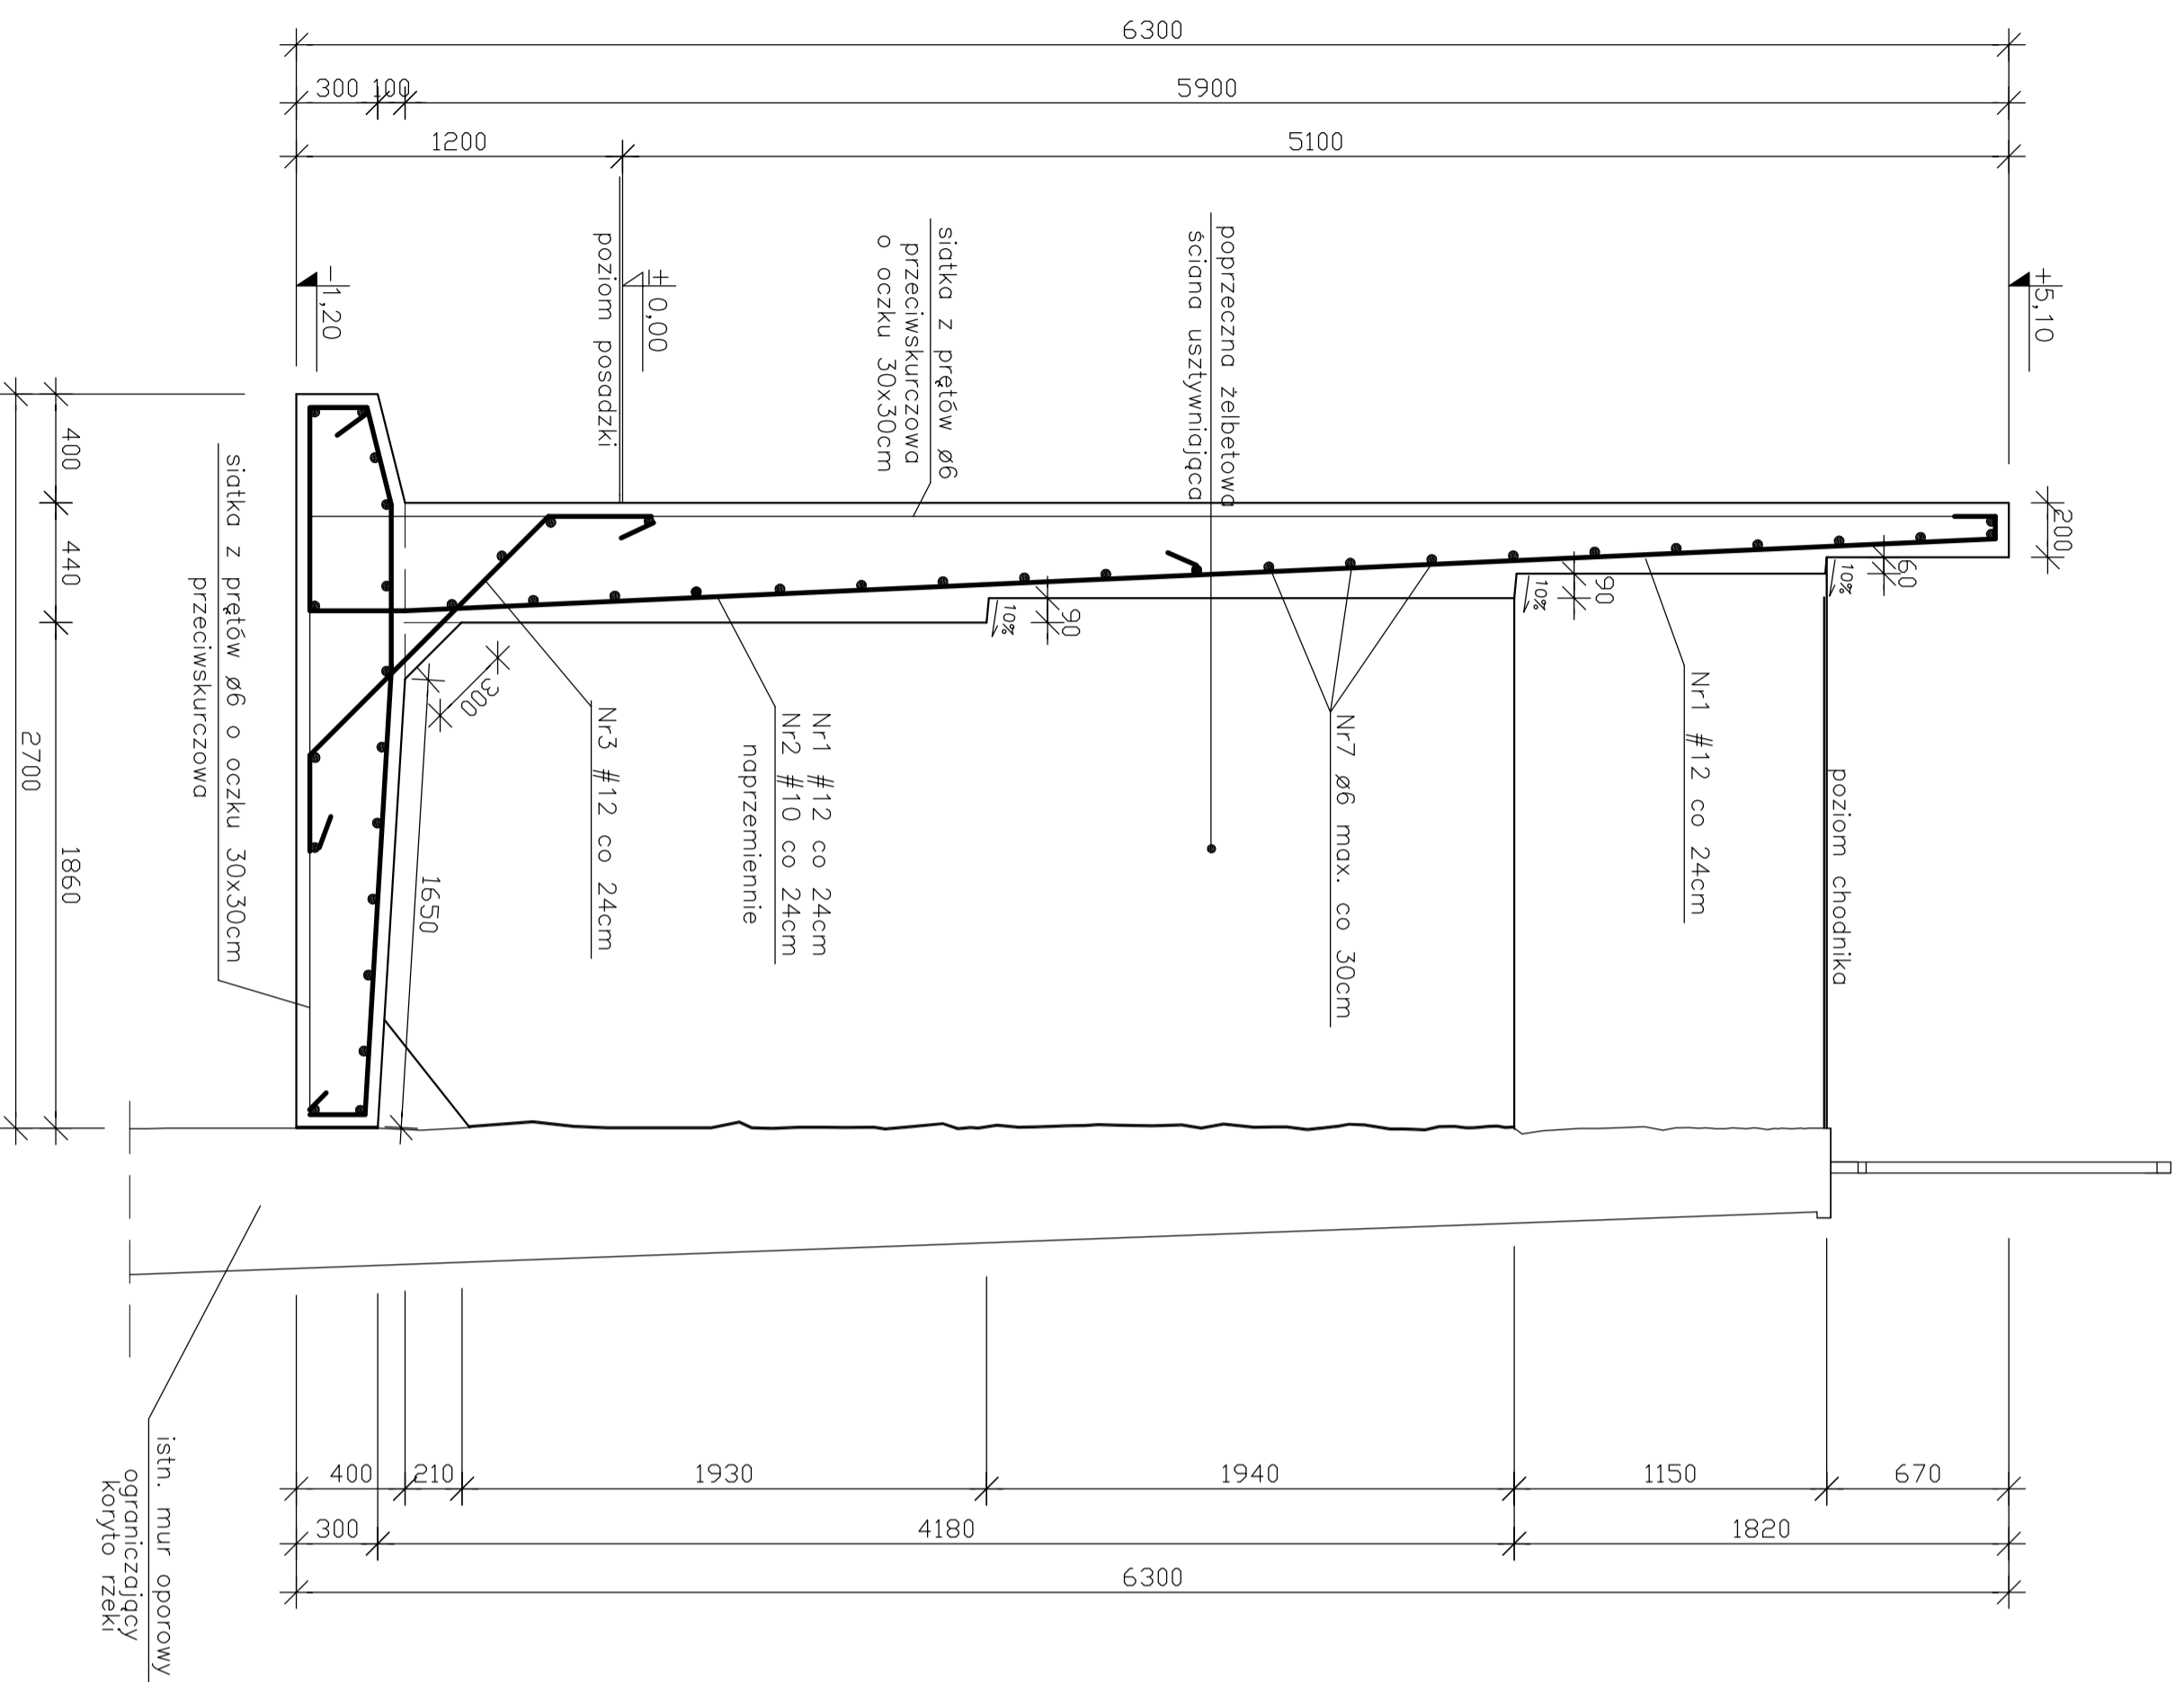 6300
300
100
5900
1200
5100
+5,10
± 0,00
-1,20
poziom posadzki
siatka z prętów ø6
przeciwskurczowa
o oczku 30x30cm
poprzeczna żelbetowa
ściana usztywniająca
200
60
10%
90
10%
90
10%
400
440
1860
2700
siatka z prętów ø6 o oczku 30x30cm
przeciwskurczowa
300
1650
Nr3 #12 co 24cm
Nr1 #12 co 24cm
Nr2 #10 co 24cm
naprzemiennie
Nr7 ø6 max. co 30cm
Nr1 #12 co 24cm
poziom chodnika
400
210
1930
1940
1150
670
300
4180
1820
6300
istn. mur oporowy
ograniczający
koryto rzeki